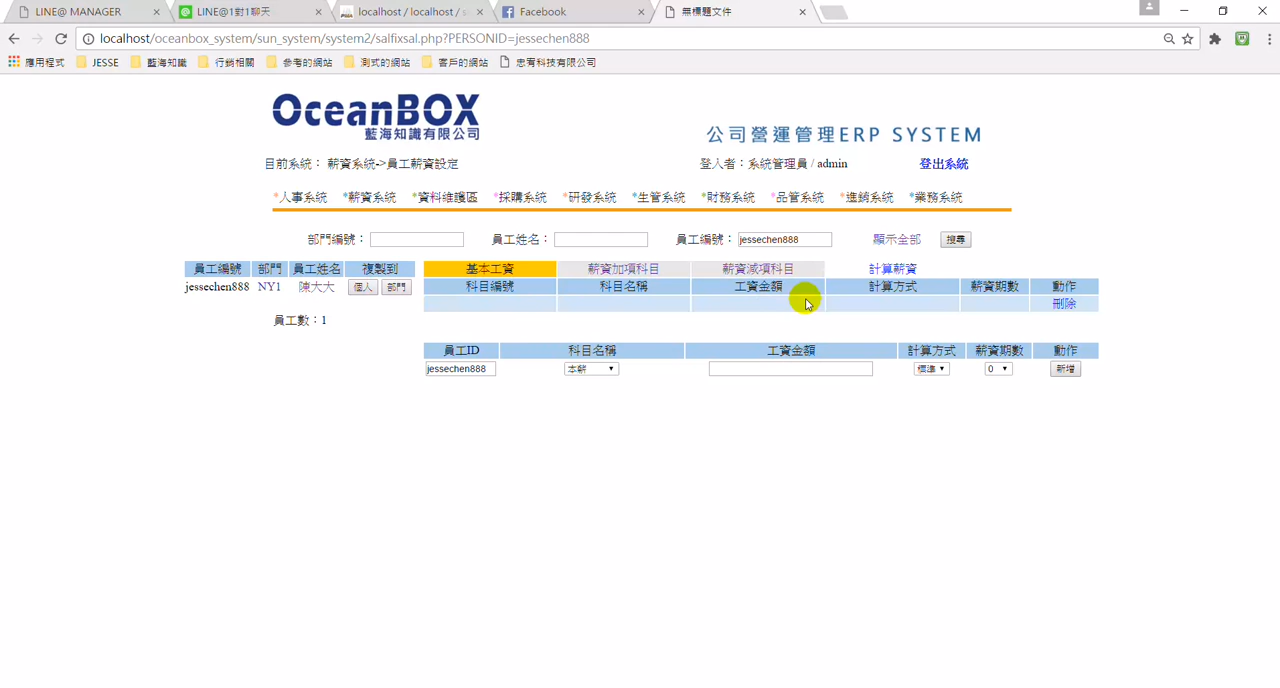 LINE@ MANAGER
LINE@1對1聊天
localhost / localhost / s
Facebook
無標題文件
localhost/oceanbox_system/sun_system/system2/salfixsal.php?PERSONID=jessechen888
應用程式 JESSE 藍海知識 行銷相關 參考的網站 測式的網站 客戶的網站 忠宥科技有限公司
OceanBOX
藍海知識有限公司
公司營運管理ERP SYSTEM
目前系統： 薪資系統->員工薪資設定 登入者：系統管理員 / admin 登出系統
*人事系統 *薪資系統 *資料維護區 *採購系統 *研發系統 *生管系統 *財務系統 *品管系統 *進銷系統 *業務系統
部門編號： 員工姓名： 員工編號： jessechen888 顯示全部 搜尋
員工編號 部門 員工姓名 複製到 基本工資 薪資加項科目 薪資減項科目 計算薪資
jessechen888 NY1 陳大大 個人 部門 科目編號 科目名稱 工資金額 計算方式 薪資期數 動作
刪除
員工數：1
員工ID 科目名稱 工資金額 計算方式 薪資期數 動作
jessechen888 本薪 標準 0 新增